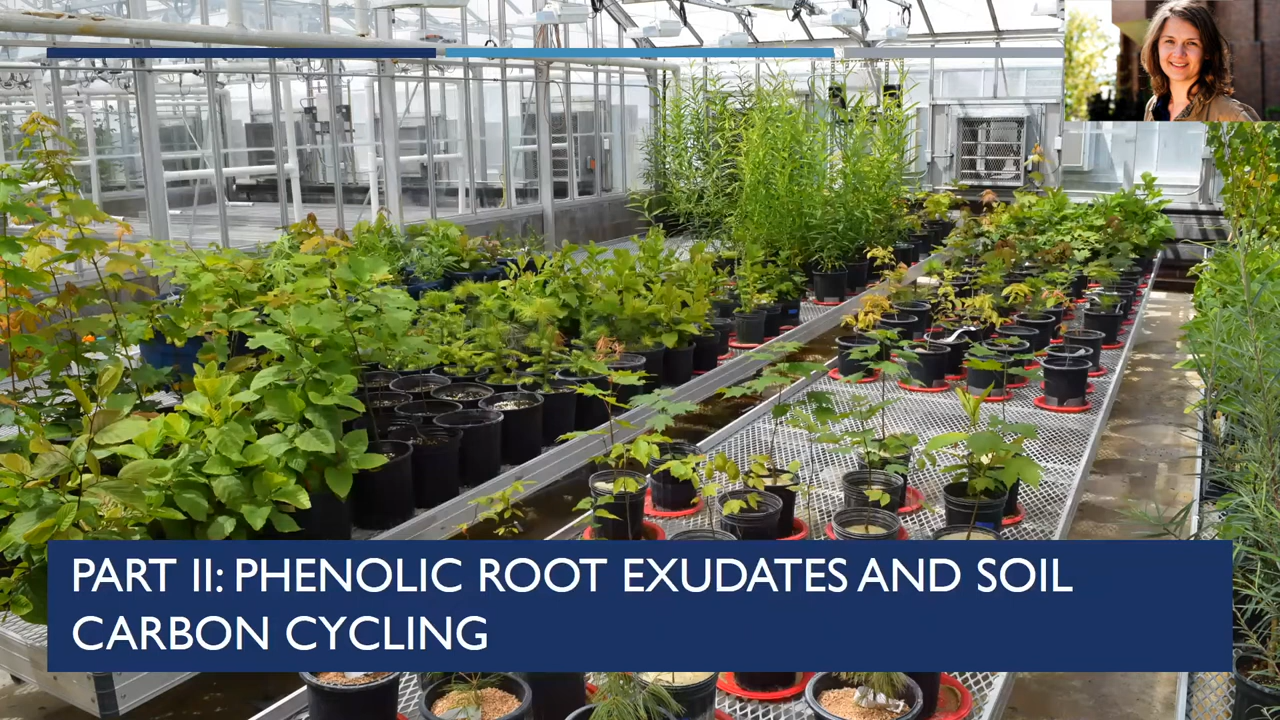 PART II: PHENOLIC ROOT EXUDATES AND SOIL
CARBON CYCLING